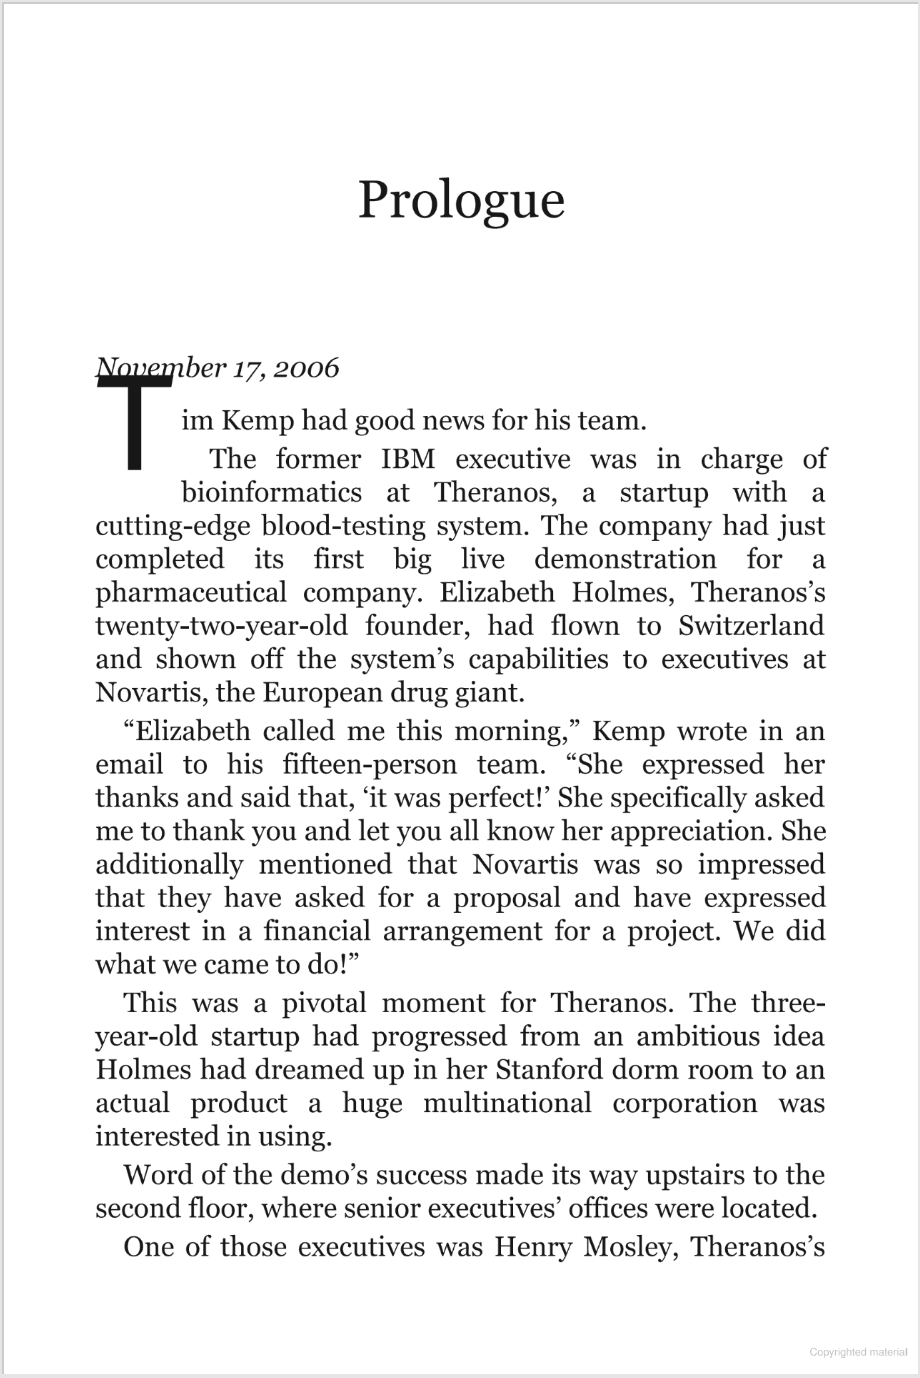 Prologue
November 17, 2006
Tim Kemp had good news for his team.
The former IBM executive was in charge of
bioinformatics at Theranos, a startup with a
cutting-edge blood-testing system. The company had just
completed its first big live demonstration for a
pharmaceutical company. Elizabeth Holmes, Theranos’s
twenty-two-year-old founder, had flown to Switzerland
and shown off the system’s capabilities to executives at
Novartis, the European drug giant.
“Elizabeth called me this morning,” Kemp wrote in an
email to his fifteen-person team. “She expressed her
thanks and said that, ‘it was perfect!’ She specifically asked
me to thank you and let you all know her appreciation. She
additionally mentioned that Novartis was so impressed
that they have asked for a proposal and have expressed
interest in a financial arrangement for a project. We did
what we came to do!”
This was a pivotal moment for Theranos. The three-
year-old startup had progressed from an ambitious idea
Holmes had dreamed up in her Stanford dorm room to an
actual product a huge multinational corporation was
interested in using.
Word of the demo’s success made its way upstairs to the
second floor, where senior executives’ offices were located.
One of those executives was Henry Mosley, Theranos’s
Copyrighted material